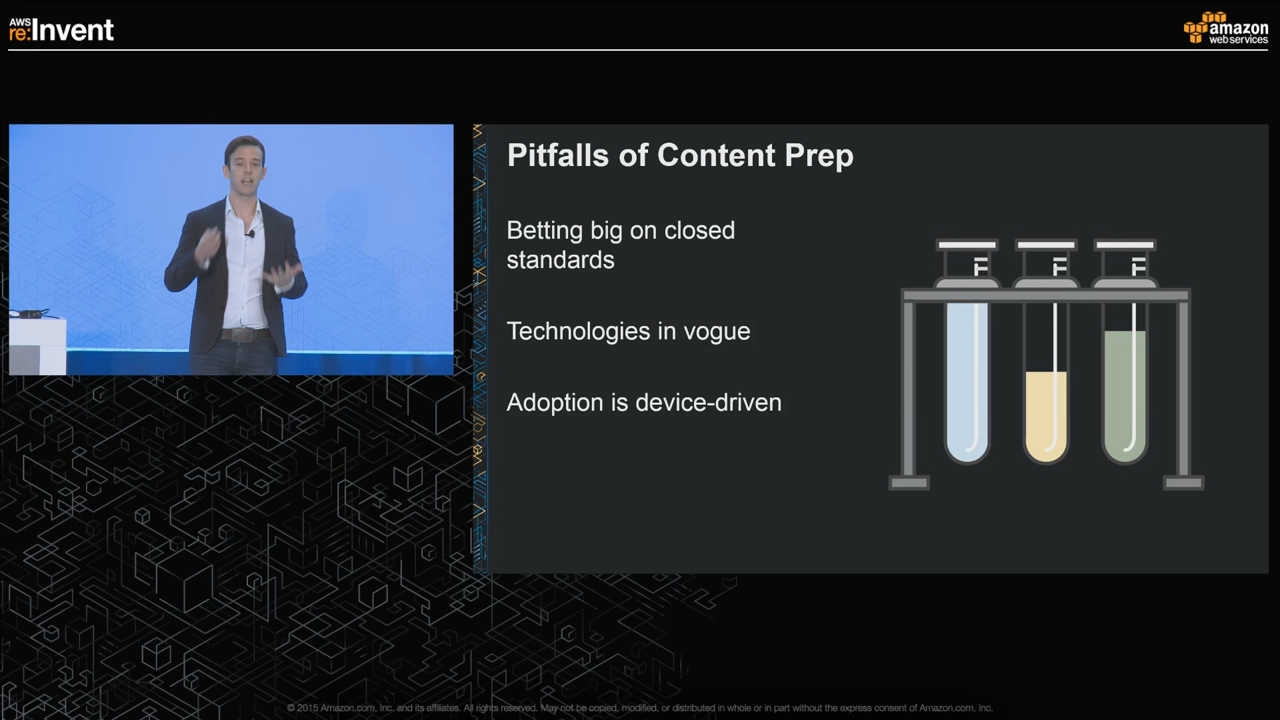 AWS
re:Invent
amazon
web services
Pitfalls of Content Prep
Betting big on closed
standards
Technologies in vogue
Adoption is device-driven
© 2015 Amazon.com, Inc. and its affiliates. All rights reserved. May not be copied, modified, or distributed in whole or in part without the express consent of Amazon.com, Inc.